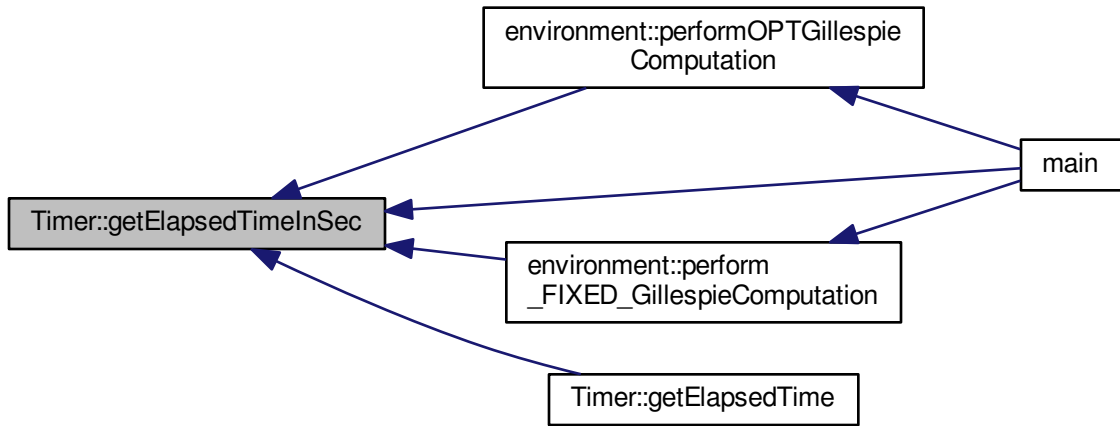 environment::performOPTGillespie
Computation
main
Timer::getElapsedTimeInSec
environment::perform
_FIXED_GillespieComputation
Timer::getElapsedTime